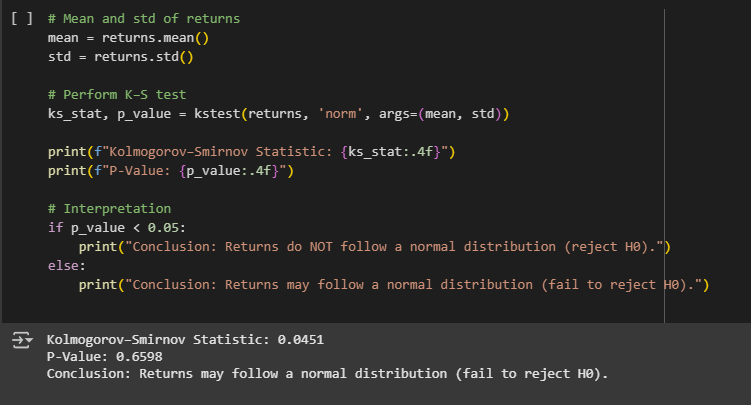 [ ] # Mean and std of returns
mean = returns.mean()
std = returns.std()
# Perform K–S test
ks_stat, p_value = kstest(returns, 'norm', args=(mean, std))
print(f"Kolmogorov–Smirnov Statistic: {ks_stat:.4f}")
print(f"P-Value: {p_value:.4f}")
# Interpretation
if p_value < 0.05:
    print("Conclusion: Returns do NOT follow a normal distribution (reject H0).")
else:
    print("Conclusion: Returns may follow a normal distribution (fail to reject H0).")
Kolmogorov–Smirnov Statistic: 0.0451
P-Value: 0.6598
Conclusion: Returns may follow a normal distribution (fail to reject H0).